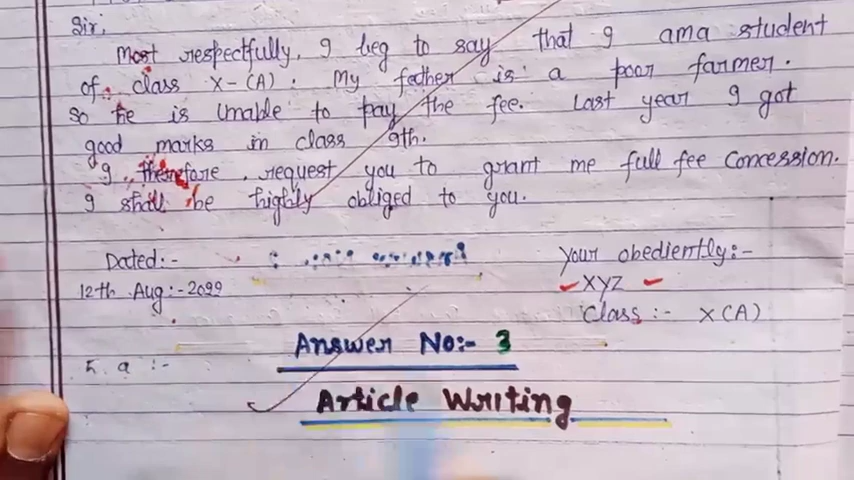 Sir,
Most respectfully, I beg to say that I ama student
of class X-(A). My father is a poor farmer.
so he is Unable to pay the fee. Last year I got
good marks in class 9th.
I therefore, request you to grant me full fee Concession.
I shall be highly obliged to you.
Dated:- Your obediently:-
12th Aug:-2022 XYZ
Class:- X(A)
Answer No:- 3
a :-
Article Writing